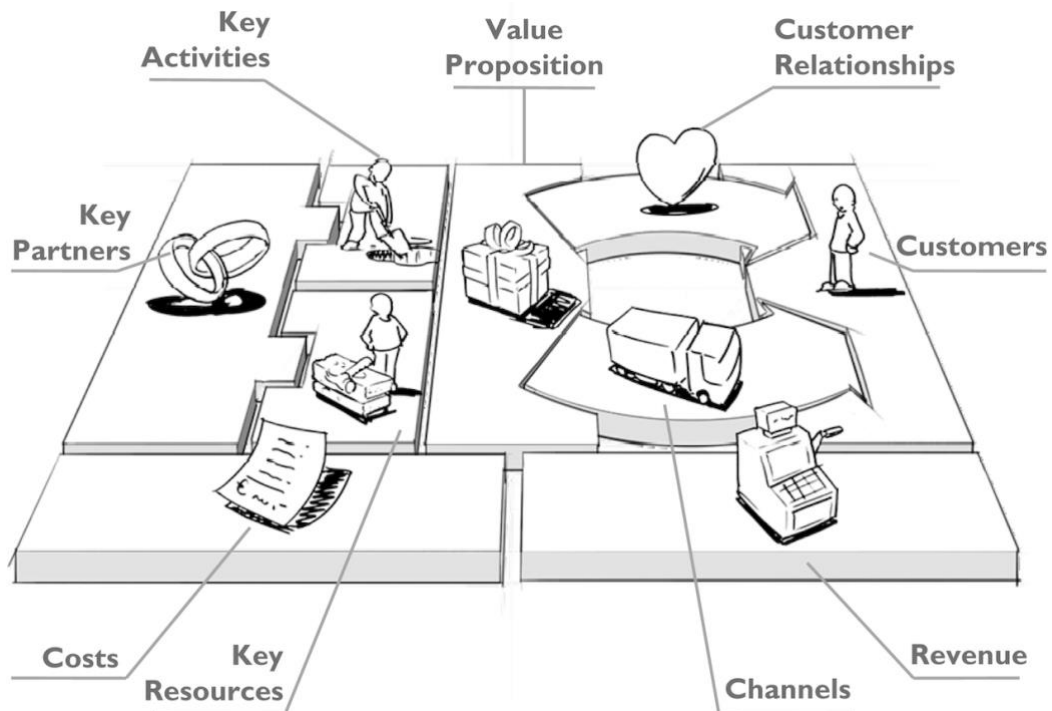 Key
Activities
Value
Proposition
Customer
Relationships
Key
Partners
Customers
Costs
Key
Resources
Channels
Revenue